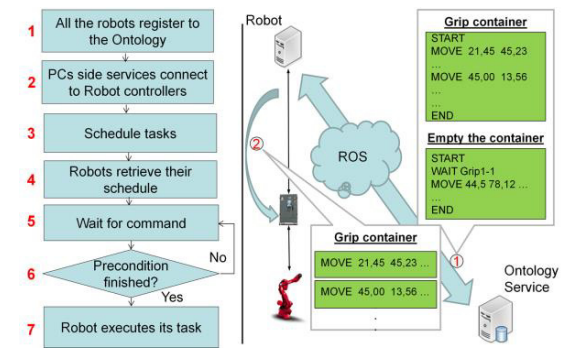 1
All the robots register to
the Ontology
2
PCs side services connect
to Robot controllers
3
Schedule tasks
4
Robots retrieve their
schedule
5
Wait for command
No
6
Precondition
finished?
Yes
7
Robot executes its task
Robot
2
ROS
Grip container
START
MOVE 21,45 45,23
...
MOVE 45,00 13,56
...
...
END
Empty the container
START
WAIT Grip1-1
MOVE 44,5 78,12 ...
...
END
1
Grip container
MOVE 21,45 45,23 ...
MOVE 45,00 13,56 ...
.
.
Ontology
Service